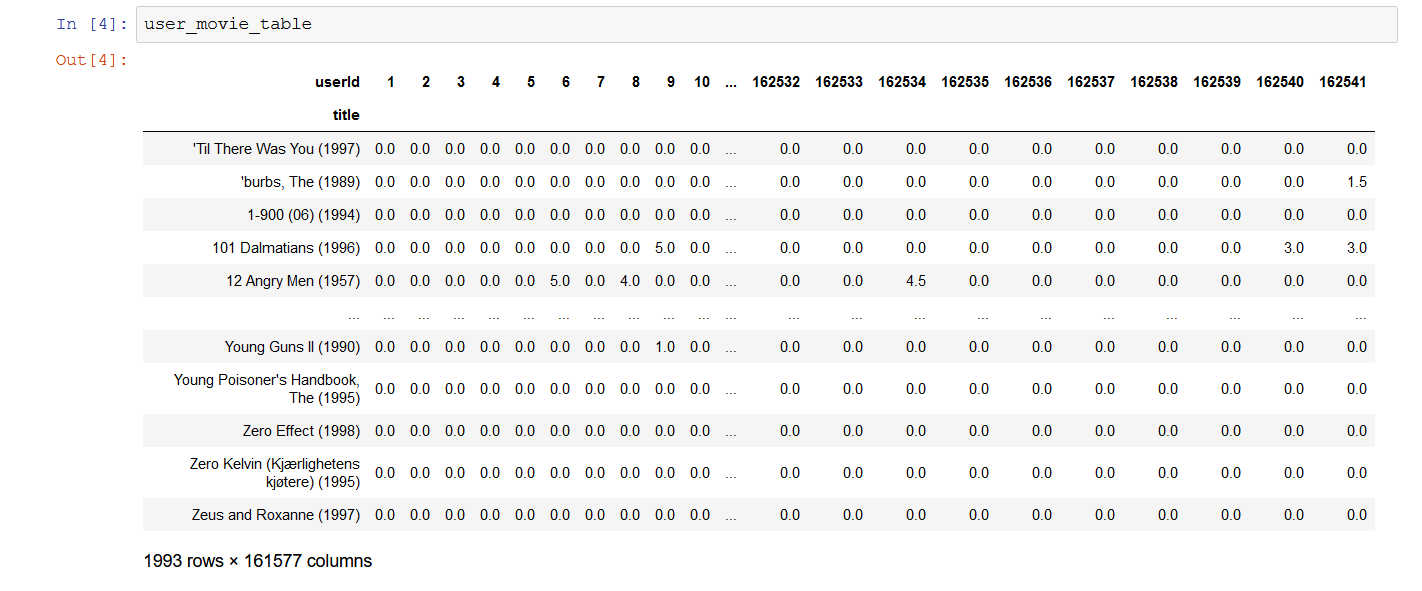 In [4]: user_movie_table
Out[4]:
userId 1 2 3 4 5 6 7 8 9 10 ... 162532 162533 162534 162535 162536 162537 162538 162539 162540 162541
title
'Til There Was You (1997) 0.0 0.0 0.0 0.0 0.0 0.0 0.0 0.0 0.0 0.0 ... 0.0 0.0 0.0 0.0 0.0 0.0 0.0 0.0 0.0 0.0
'burbs, The (1989) 0.0 0.0 0.0 0.0 0.0 0.0 0.0 0.0 0.0 0.0 ... 0.0 0.0 0.0 0.0 0.0 0.0 0.0 0.0 0.0 1.5
1-900 (06) (1994) 0.0 0.0 0.0 0.0 0.0 0.0 0.0 0.0 0.0 0.0 ... 0.0 0.0 0.0 0.0 0.0 0.0 0.0 0.0 0.0 0.0
101 Dalmatians (1996) 0.0 0.0 0.0 0.0 0.0 0.0 0.0 0.0 5.0 0.0 ... 0.0 0.0 0.0 0.0 0.0 0.0 0.0 0.0 3.0 3.0
12 Angry Men (1957) 0.0 0.0 0.0 0.0 0.0 5.0 0.0 4.0 0.0 0.0 ... 0.0 0.0 4.5 0.0 0.0 0.0 0.0 0.0 0.0 0.0
... ... ... ... ... ... ... ... ... ... ... ... ... ... ... ... ... ... ... ... ... ...
Young Guns II (1990) 0.0 0.0 0.0 0.0 0.0 0.0 0.0 0.0 1.0 0.0 ... 0.0 0.0 0.0 0.0 0.0 0.0 0.0 0.0 0.0 0.0
Young Poisoner's Handbook,
The (1995) 0.0 0.0 0.0 0.0 0.0 0.0 0.0 0.0 0.0 0.0 ... 0.0 0.0 0.0 0.0 0.0 0.0 0.0 0.0 0.0 0.0
Zero Effect (1998) 0.0 0.0 0.0 0.0 0.0 0.0 0.0 0.0 0.0 0.0 ... 0.0 0.0 0.0 0.0 0.0 0.0 0.0 0.0 0.0 0.0
Zero Kelvin (Kjærlighetens
kjøtere) (1995) 0.0 0.0 0.0 0.0 0.0 0.0 0.0 0.0 0.0 0.0 ... 0.0 0.0 0.0 0.0 0.0 0.0 0.0 0.0 0.0 0.0
Zeus and Roxanne (1997) 0.0 0.0 0.0 0.0 0.0 0.0 0.0 0.0 0.0 0.0 ... 0.0 0.0 0.0 0.0 0.0 0.0 0.0 0.0 0.0 0.0
1993 rows × 161577 columns